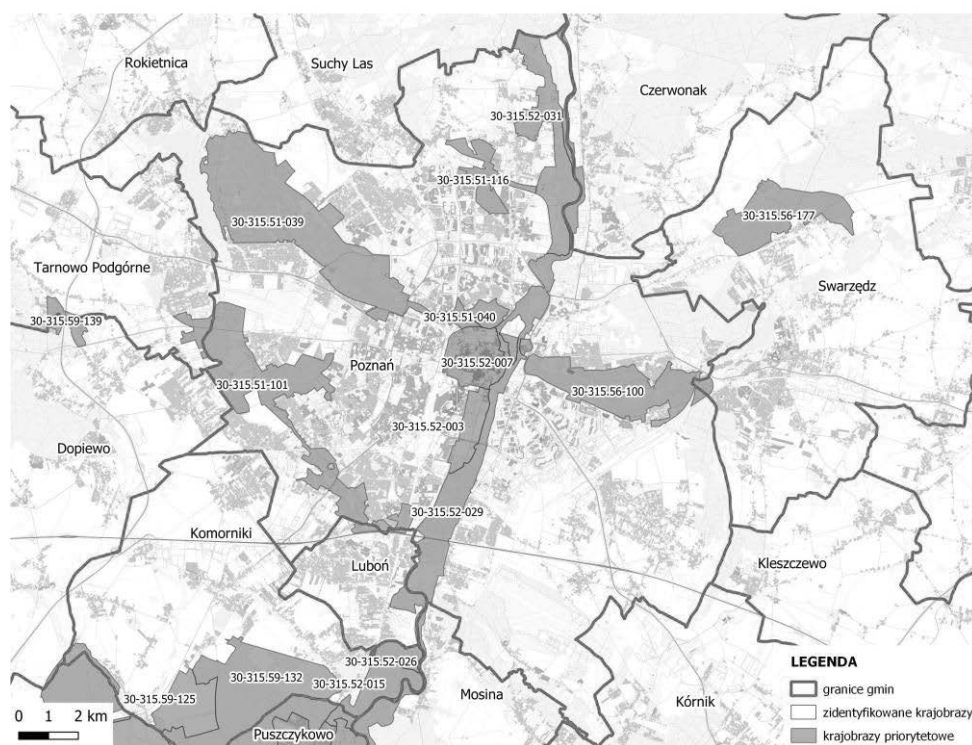 Rokietnica
Suchy Las
Czerwonak
30-315.52-031
30-315.51-116
30-315.51-039
30-315.56-177
Tarnowo Podgórne
Swarzędz
30-315.59-139
30-315.51-040
Poznań
30-315.52-007
30-315.51-101
30-315.56-100
30-315.52-003
Dopiewo
30-315.52-029
Komorniki
Luboń
Kleszczewo
30-315.52-026
30-315.59-132
30-315.52-015
30-315.59-125
Mosina
Kórnik
Puszczykowo
0 1 2 km
LEGENDA
granice gmin
zidentyfikowane krajobrazy
krajobrazy priorytetowe